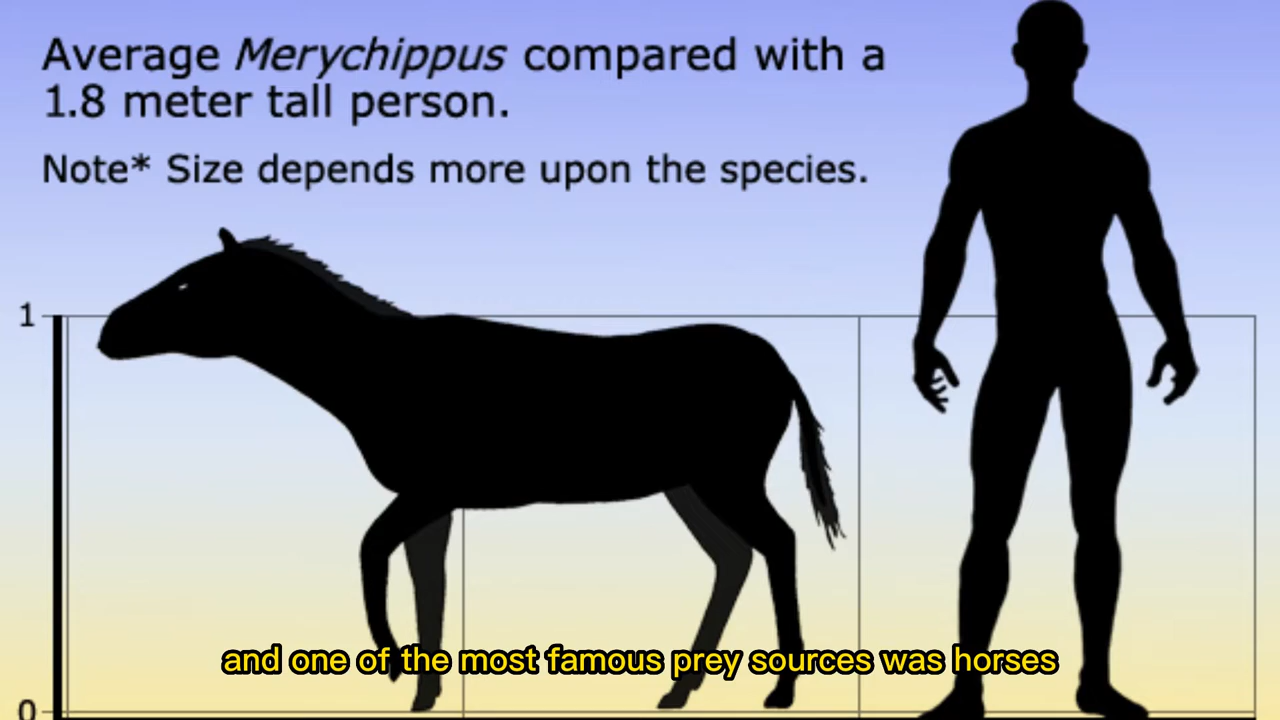 Average Merychippus compared with a
1.8 meter tall person.
Note* Size depends more upon the species.
1
and one of the most famous prey sources was horses
0